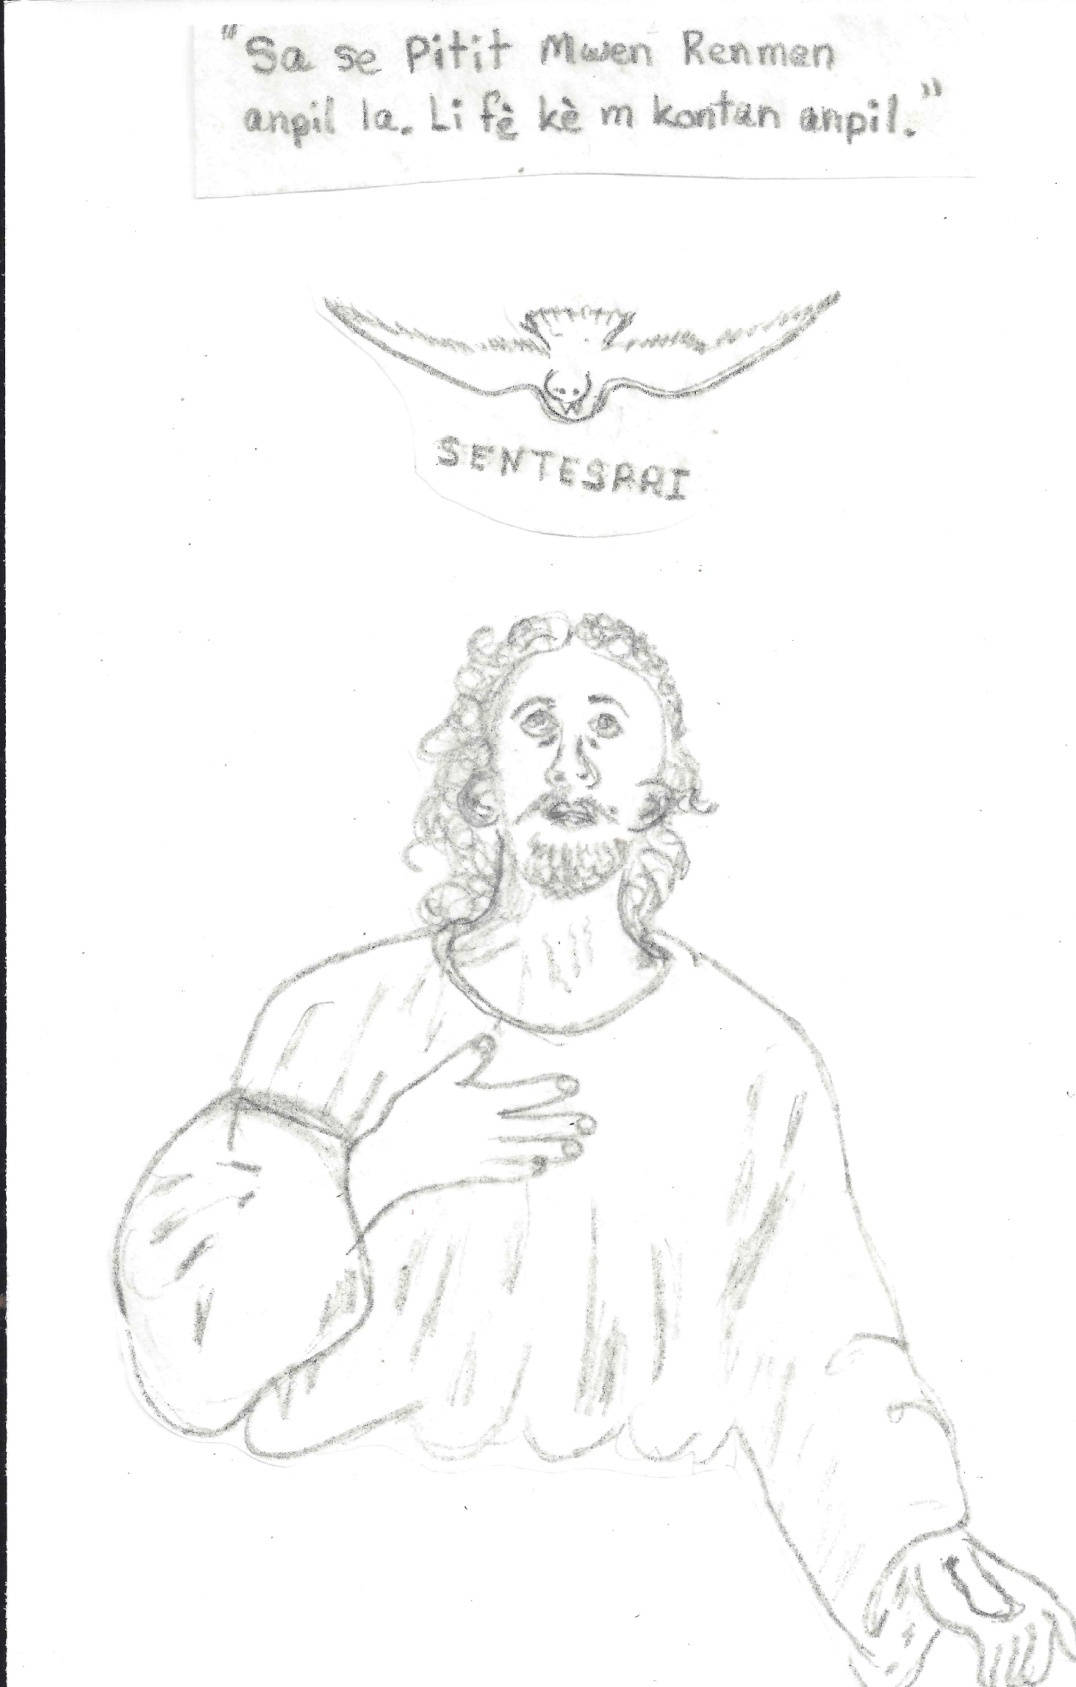 "Sa se Pitit Mwen Renmen
anpil la. Li fè kè m kontan anpil."
SENTESPRI